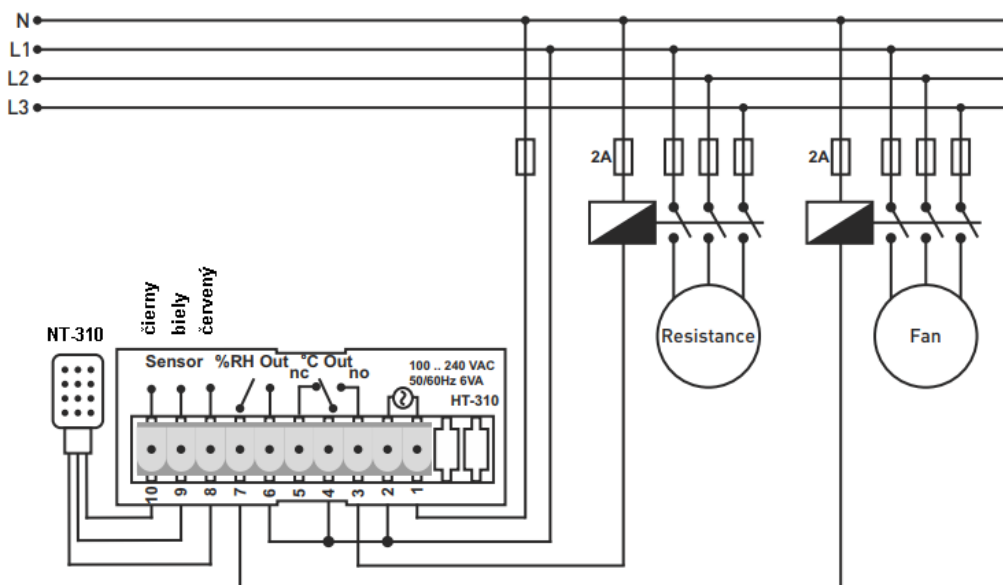 N
L1
L2
L3
2A
2A
čierny
biely
červený
NT-310
Resistance
Fan
Sensor %RH Out °C Out
nc no
100 .. 240 VAC
50/60Hz 6VA
HT-310
10 9 8 7 6 5 4 3 2 1